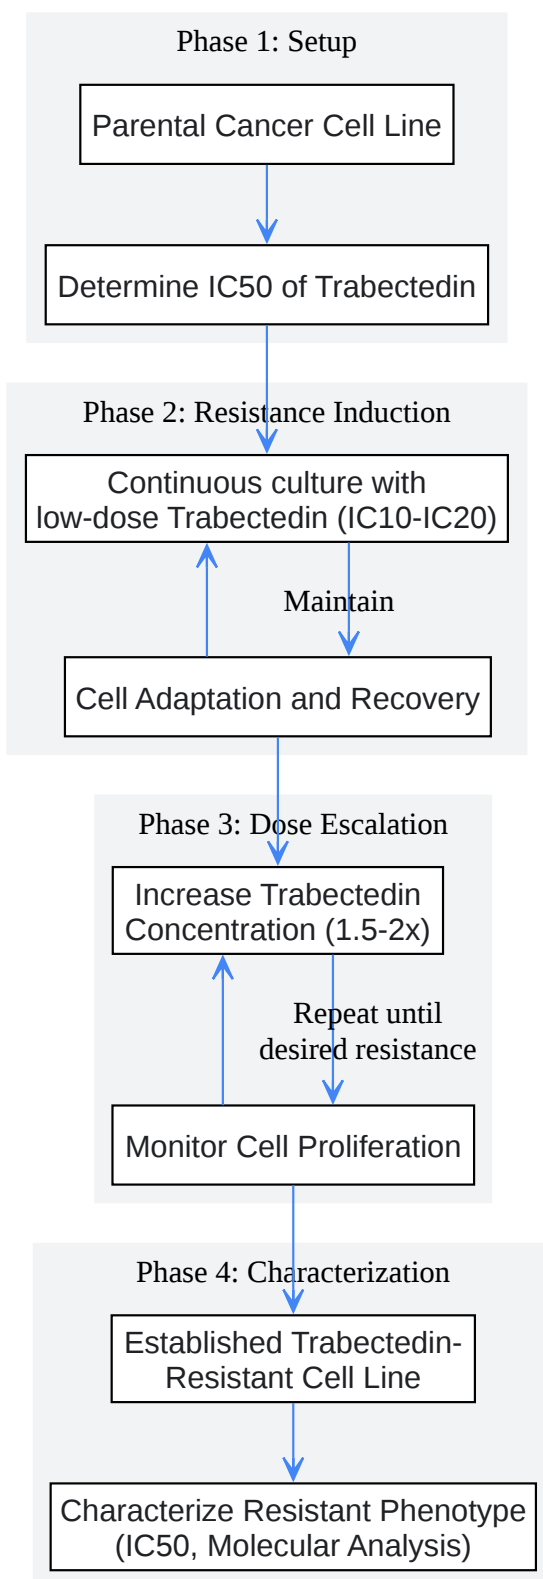 Phase 1: Setup
Parental Cancer Cell Line
Determine IC50 of Trabectedin
Phase 2: Resistance Induction
Continuous culture with
low-dose Trabectedin (IC10-IC20)
Maintain
Cell Adaptation and Recovery
Phase 3: Dose Escalation
Increase Trabectedin
Concentration (1.5-2x)
Repeat until
desired resistance
Monitor Cell Proliferation
Phase 4: Characterization
Established Trabectedin-
Resistant Cell Line
Characterize Resistant Phenotype
(IC50, Molecular Analysis)